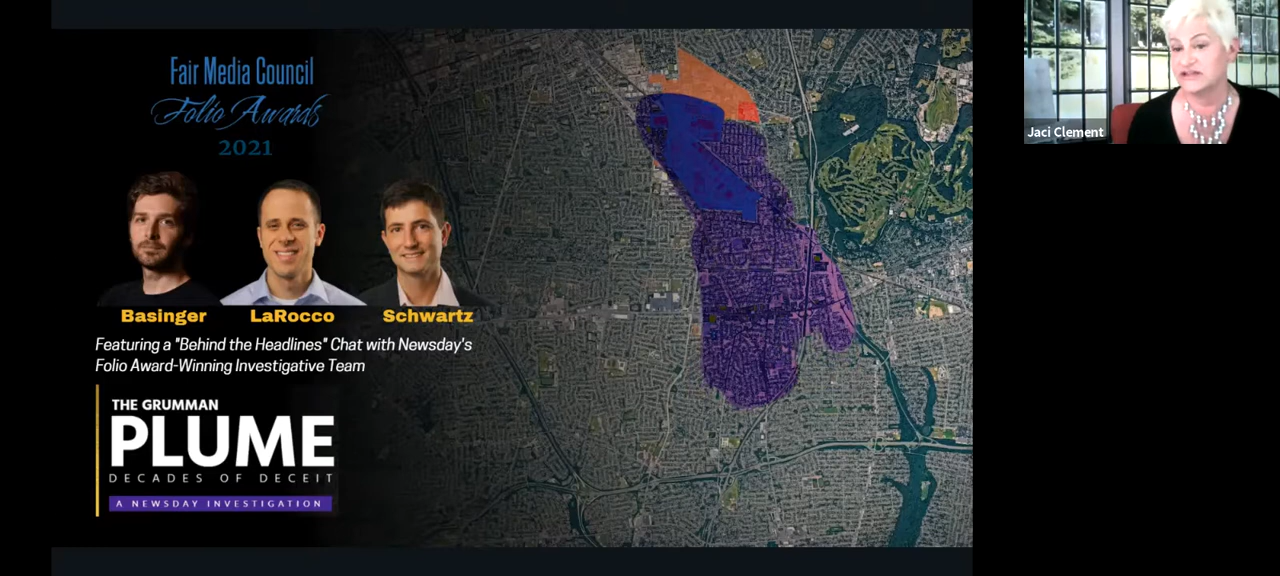 Fair Media Council
Folio Awards
2021
Basinger LaRocco Schwartz
Featuring a "Behind the Headlines" Chat with Newsday's
Folio Award-Winning Investigative Team
THE GRUMMAN
PLUME
DECADES OF DECEIT
A NEWSDAY INVESTIGATION
Jaci Clement